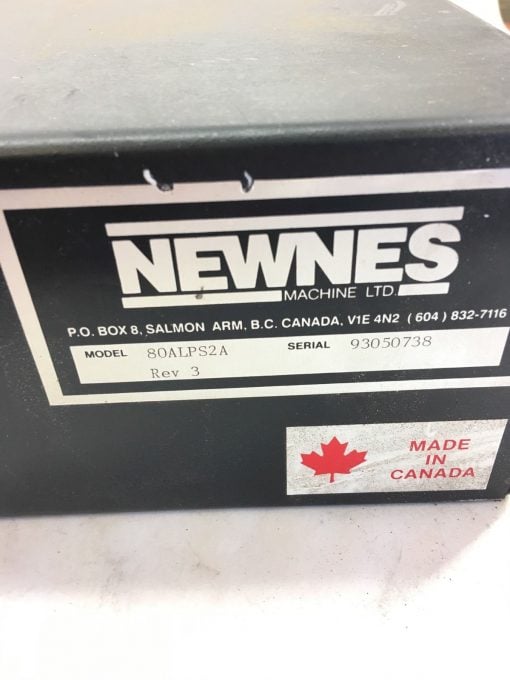 NEWNES
MACHINE LTD.
P.O. BOX 8, SALMON ARM, B.C. CANADA, V1E 4N2 (604) 832-7116
MODEL 80ALPS2A SERIAL 93050738
Rev 3
MADE
IN
CANADA